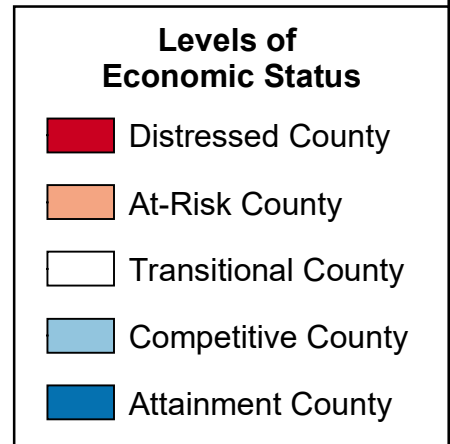 Levels of
Economic Status
Distressed County
At-Risk County
Transitional County
Competitive County
Attainment County